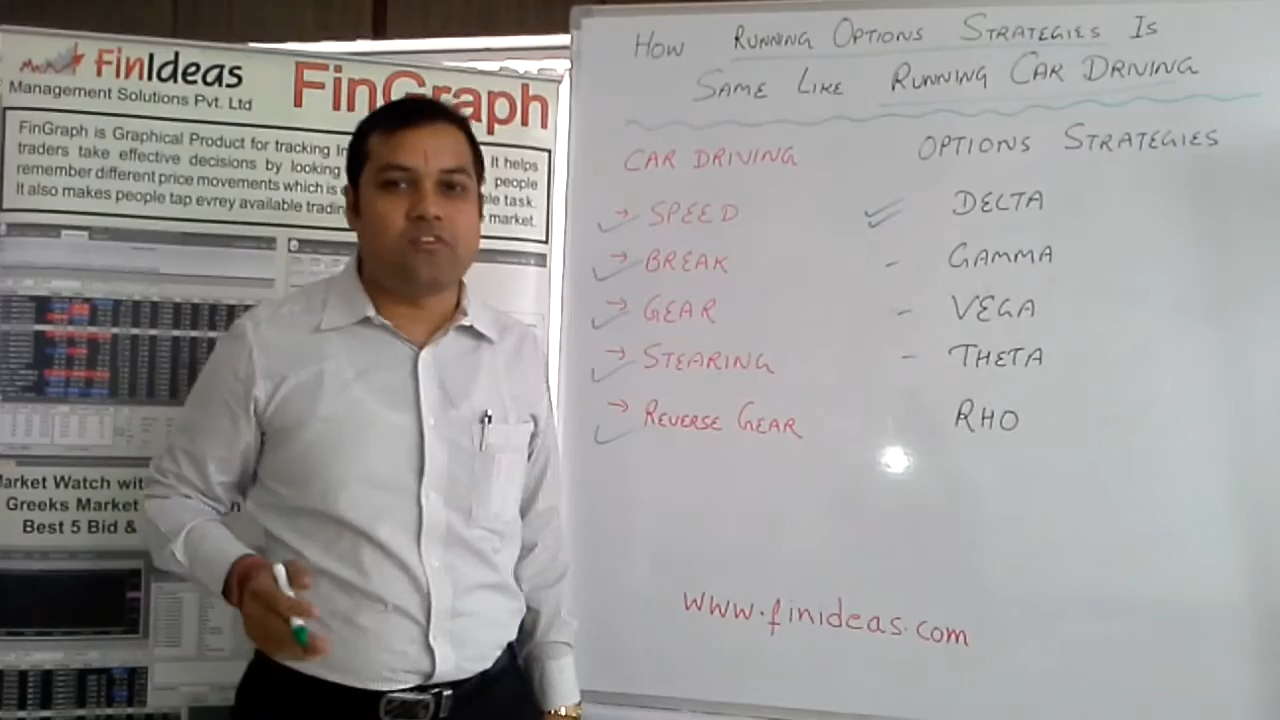 FinIdeas
Management Solutions Pvt. Ltd
FinGraph
FinGraph is Graphical Product for tracking In It helps
traders take effective decisions by looking people
remember different price movements which is le task.
It also makes people tap evrey available tradin market.
Market Watch wit
Greeks Market n
Best 5 Bid &
HOW RUNNING OPTIONS STRATEGIES IS
SAME LIKE RUNNING CAR DRIVING
CAR DRIVING OPTIONS STRATEGIES
→ SPEED DELTA
→ BREAK - GAMMA
→ GEAR - VEGA
→ STEARING - THETA
→ REVERSE GEAR RHO
www.finideas.com